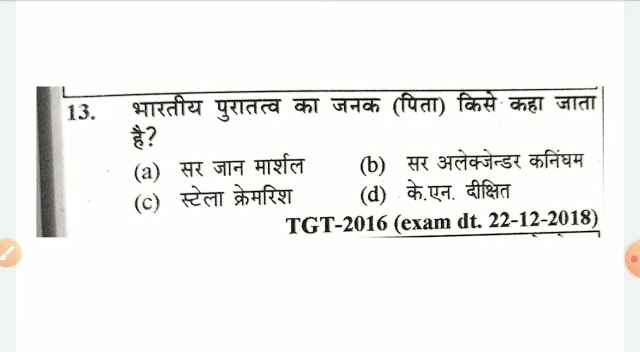 13. भारतीय पुरातत्व का जनक (पिता) किसे कहा जाता
है?
(a) सर जान मार्शल (b) सर अलेक्जेन्डर कनिंघम
(c) स्टेला क्रेमरिश (d) के.एन. दीक्षित
TGT-2016 (exam dt. 22-12-2018)